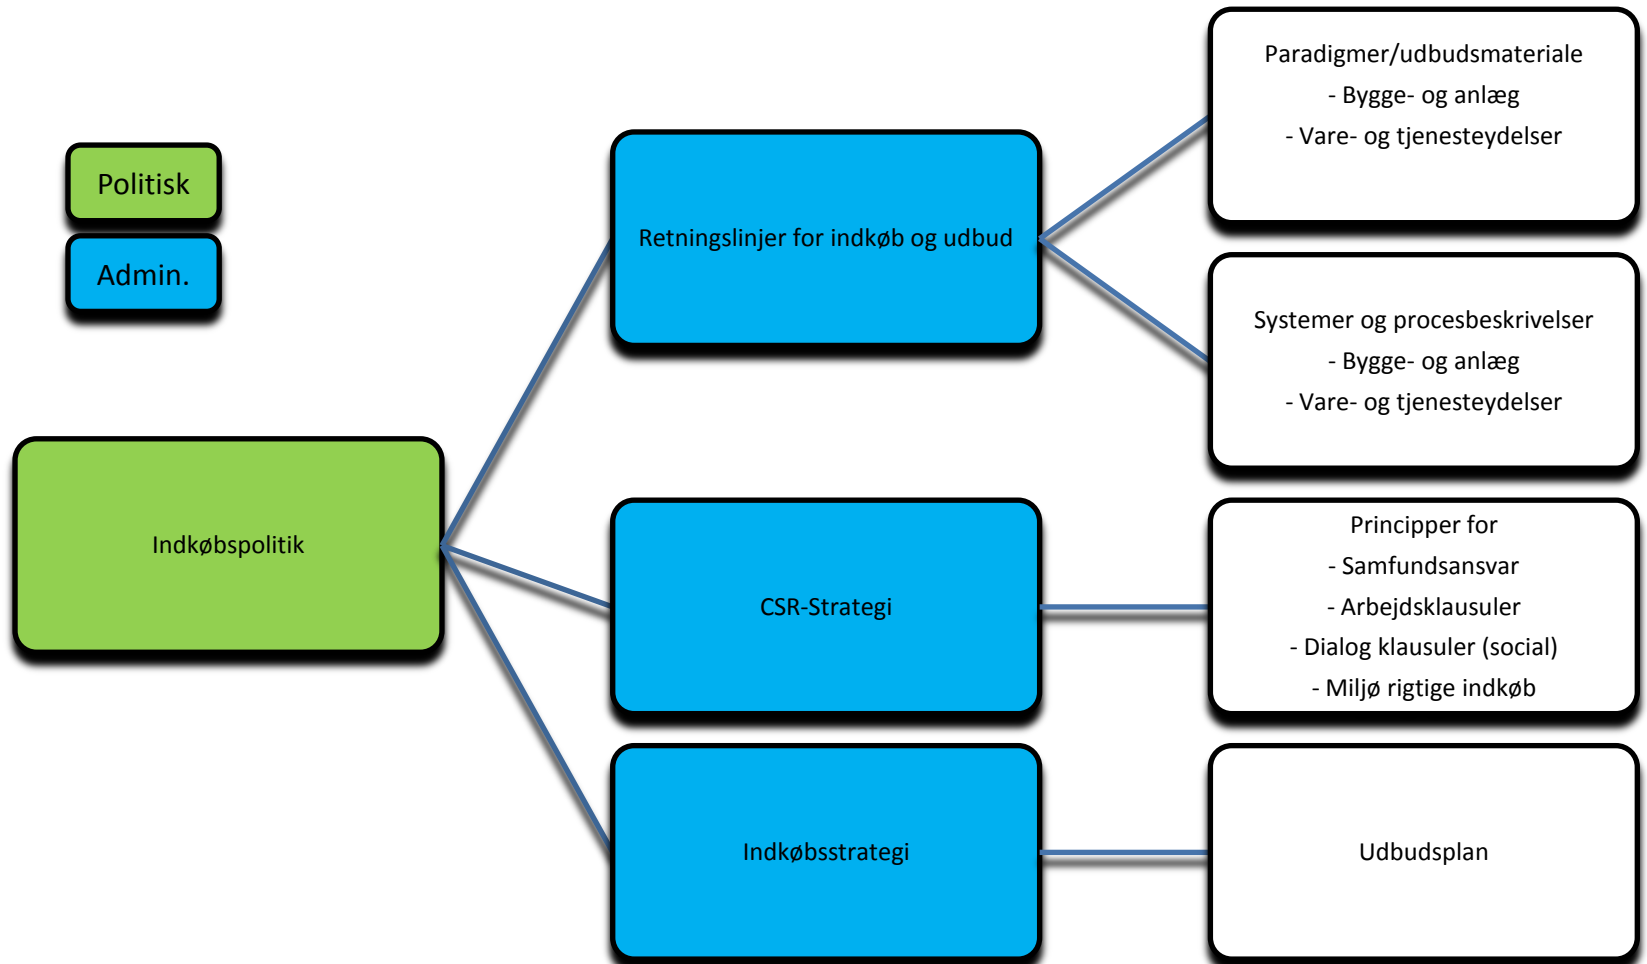 Politisk
Admin.
Indkøbspolitik
Retningslinjer for indkøb og udbud
CSR-Strategi
Indkøbsstrategi
Paradigmer/udbudsmateriale
- Bygge- og anlæg
- Vare- og tjenesteydelser
Systemer og procesbeskrivelser
- Bygge- og anlæg
- Vare- og tjenesteydelser
Principper for
- Samfundsansvar
- Arbejdsklausuler
- Dialog klausuler (social)
- Miljø rigtige indkøb
Udbudsplan